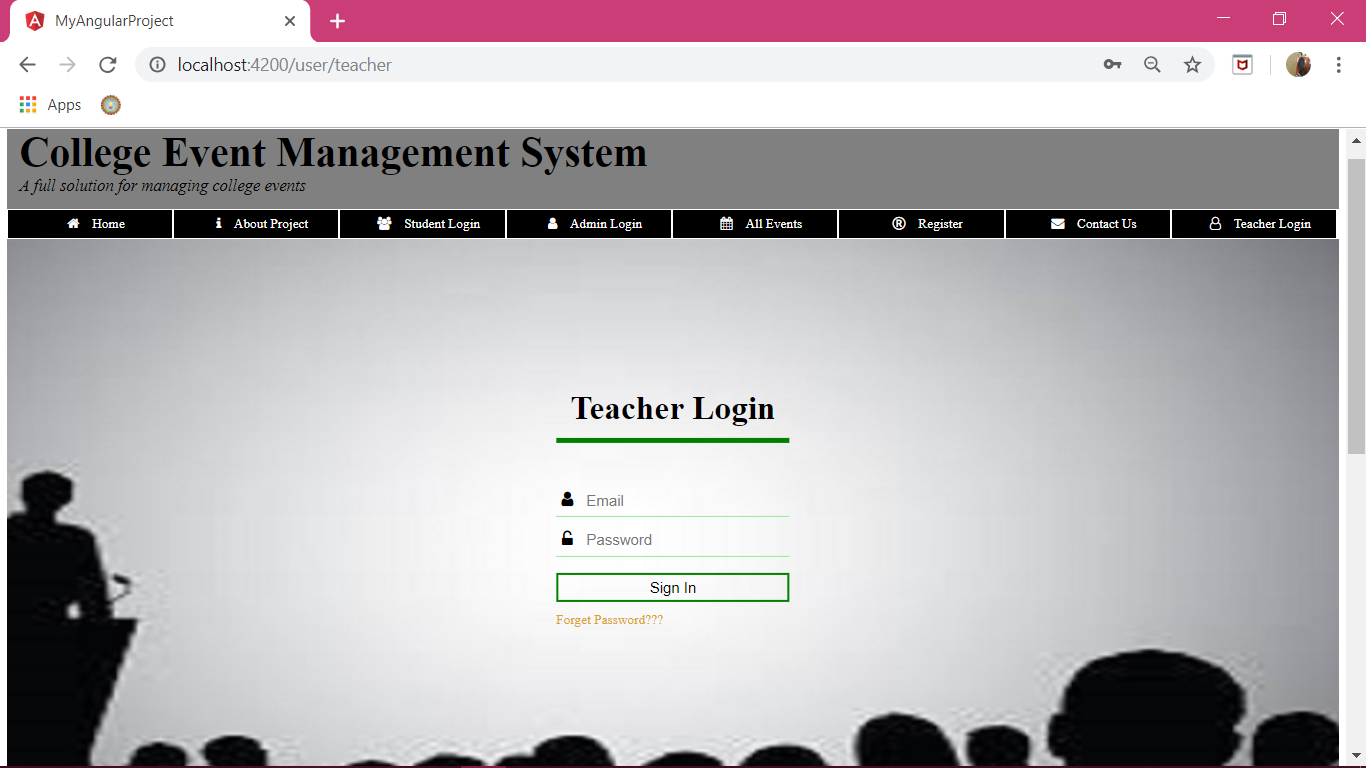 MyAngularProject
localhost:4200/user/teacher
Apps
College Event Management System
A full solution for managing college events
Home About Project Student Login Admin Login All Events Register Contact Us Teacher Login
Teacher Login
Email
Password
Sign In
Forget Password???